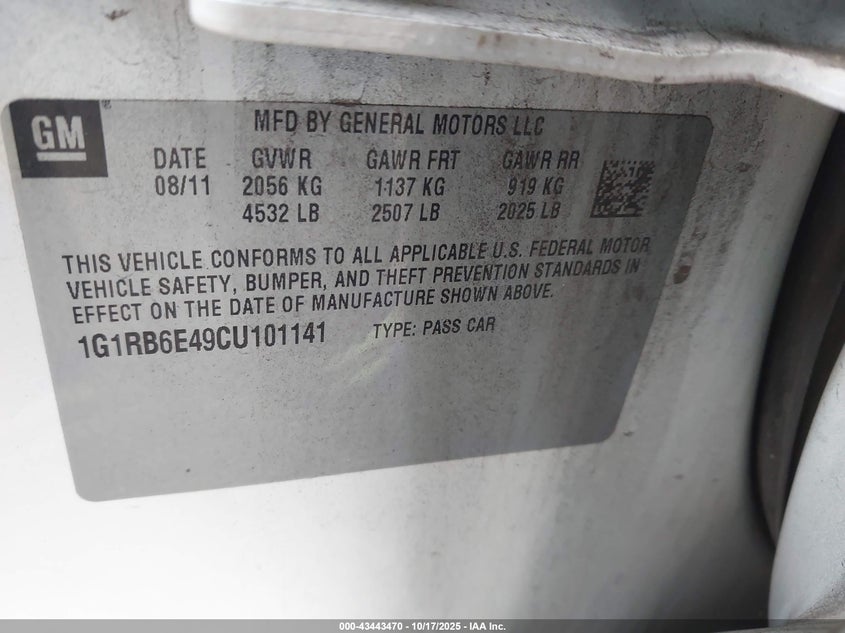 GM
MFD BY GENERAL MOTORS LLC
DATE GVWR GAWR FRT GAWR RR
08/11 2056 KG 1137 KG 919 KG
4532 LB 2507 LB 2025 LB
THIS VEHICLE CONFORMS TO ALL APPLICABLE U.S. FEDERAL MOTOR
VEHICLE SAFETY, BUMPER, AND THEFT PREVENTION STANDARDS IN
EFFECT ON THE DATE OF MANUFACTURE SHOWN ABOVE.
1G1RB6E49CU101141 TYPE: PASS CAR
000-43443470 | 10/17/2025 | IAA Inc.